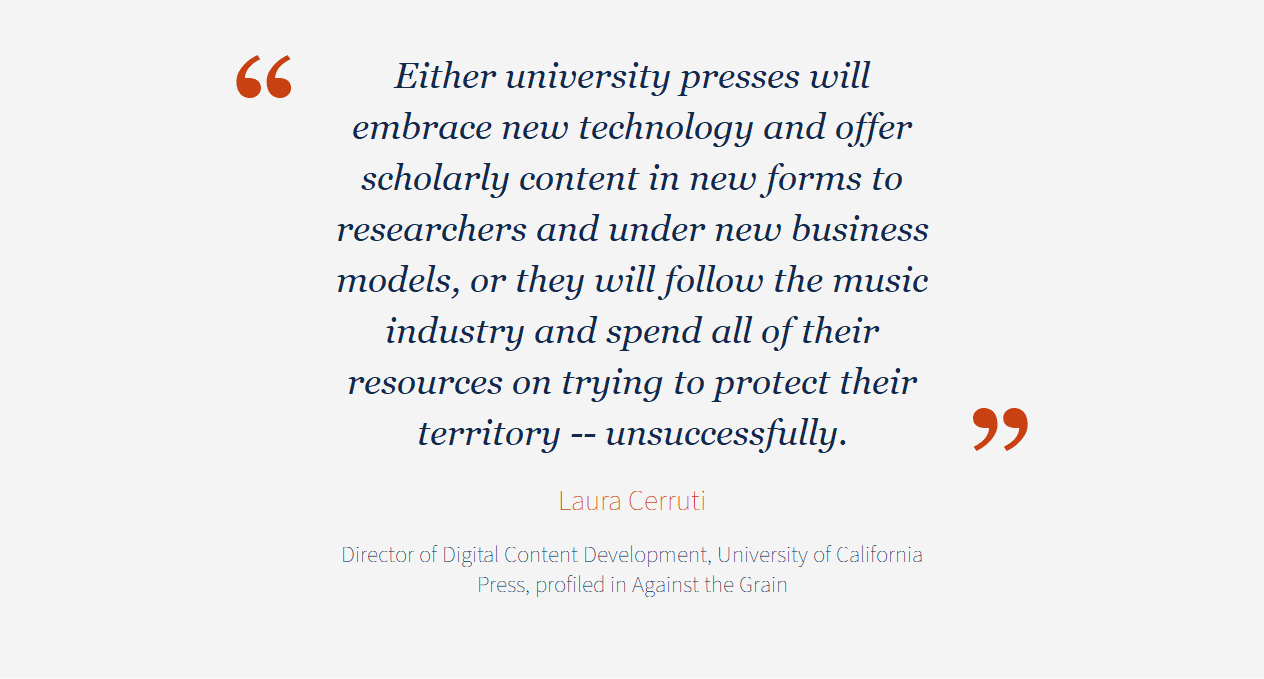 “ Either university presses will
embrace new technology and offer
scholarly content in new forms to
researchers and under new business
models, or they will follow the music
industry and spend all of their
resources on trying to protect their
territory -- unsuccessfully. ”
Laura Cerruti
Director of Digital Content Development, University of California
Press, profiled in Against the Grain